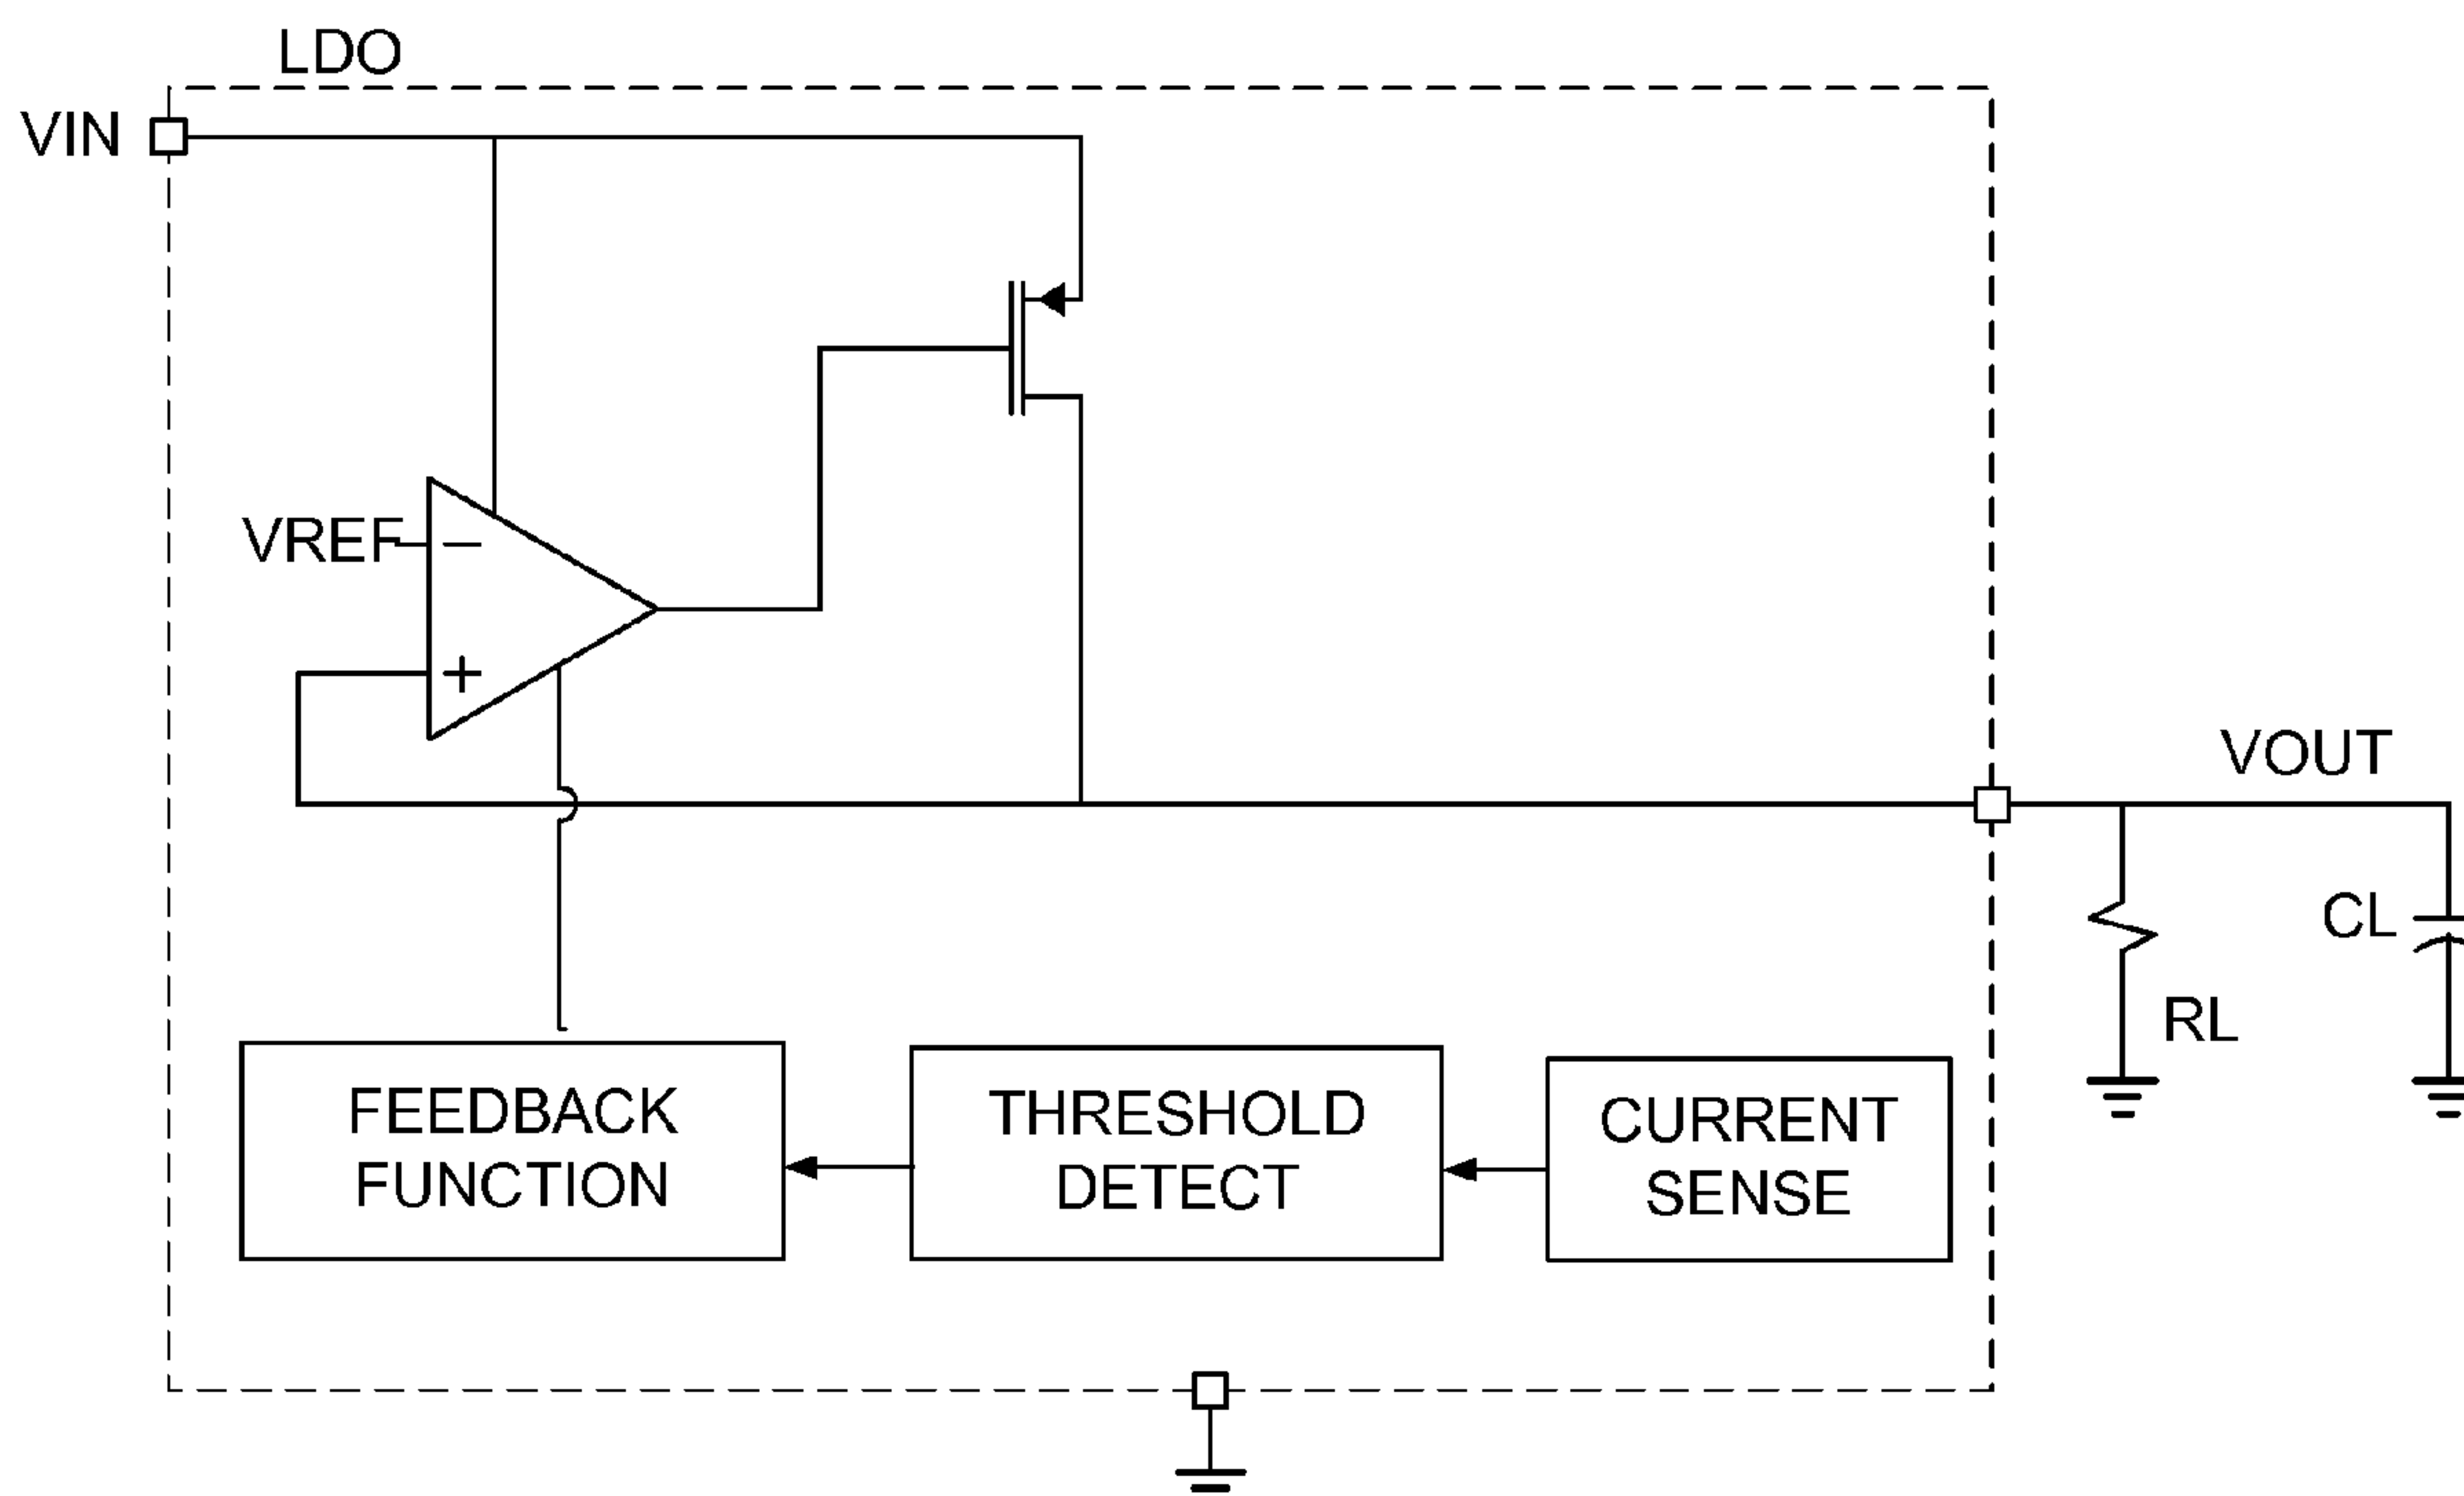 LDO
VIN
VREF
−
+
VOUT
CL
RL
FEEDBACK
FUNCTION
THRESHOLD
DETECT
CURRENT
SENSE